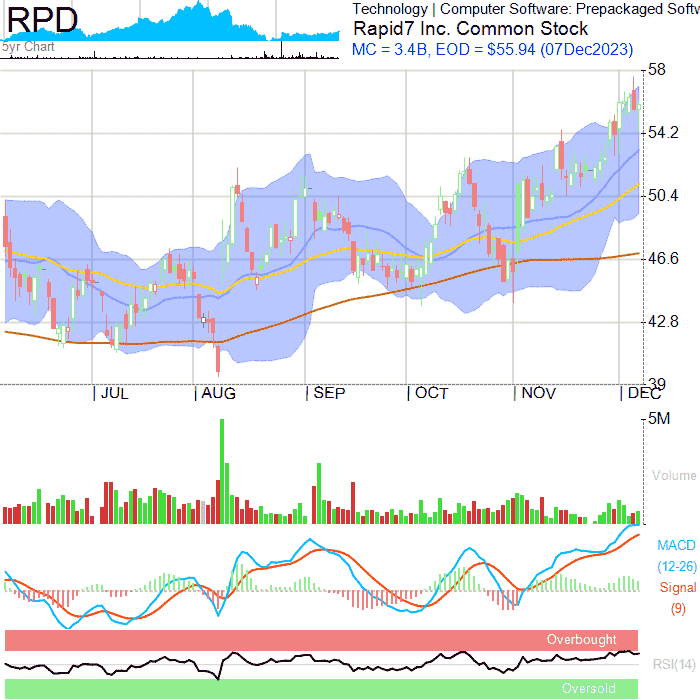 RPD
Technology | Computer Software: Prepackaged Softw
Rapid7 Inc. Common Stock
MC = 3.4B, EOD = $55.94 (07Dec2023)
5yr Chart
58
54.2
50.4
46.6
42.8
39
| JUL | AUG | SEP | OCT | NOV | DEC
5M
Volume
MACD
(12-26)
Signal
(9)
Overbought
RSI(14)
Oversold